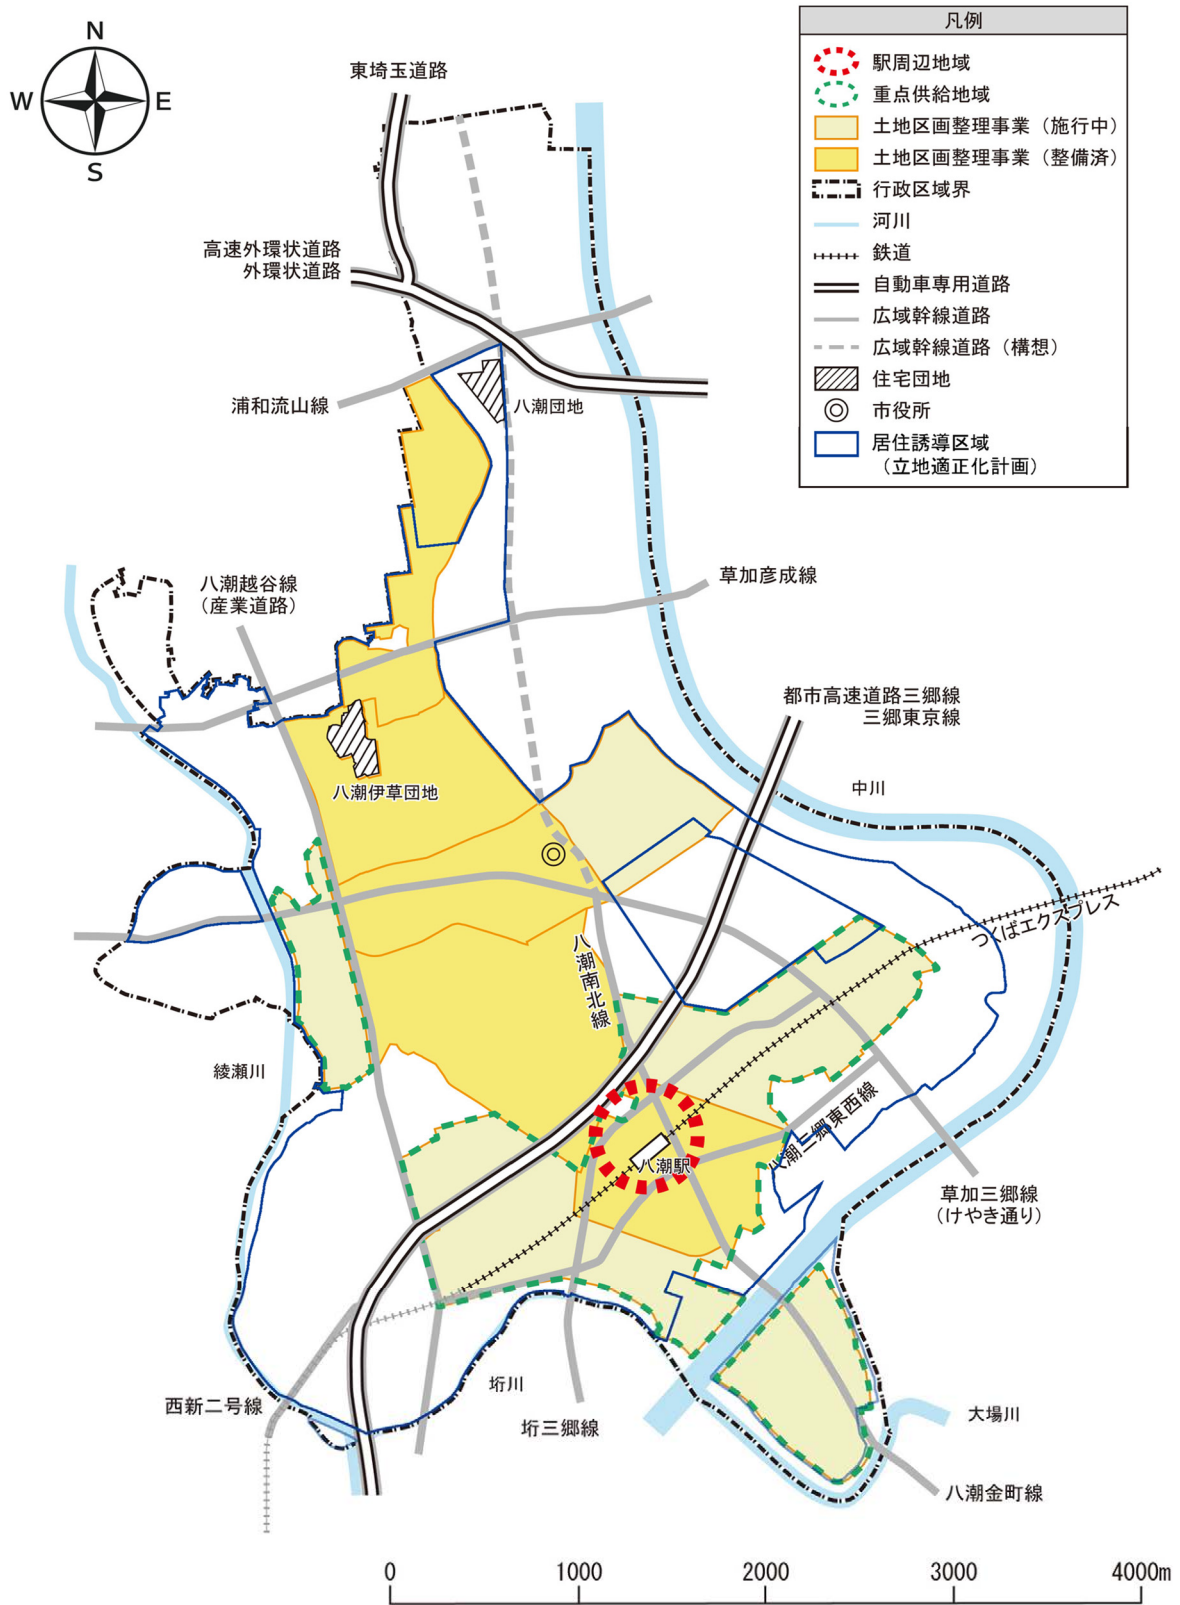 N
W
E
S
凡例
駅周辺地域
重点供給地域
土地区画整理事業（施行中）
土地区画整理事業（整備済）
行政区域界
河川
鉄道
自動車専用道路
広域幹線道路
広域幹線道路（構想）
住宅団地
市役所
居住誘導区域
（立地適正化計画）
東埼玉道路
高速外環状道路
外環状道路
浦和流山線
八潮団地
八潮越谷線
（産業道路）
草加彦成線
都市高速道路三郷線
三郷東京線
中川
八潮伊草団地
つくばエクスプレス
八潮南北線
綾瀬川
八潮三郷東西線
八潮駅
草加三郷線
（けやき通り）
西新二号線
垳川
垳三郷線
大場川
八潮金町線
0
1000
2000
3000
4000m